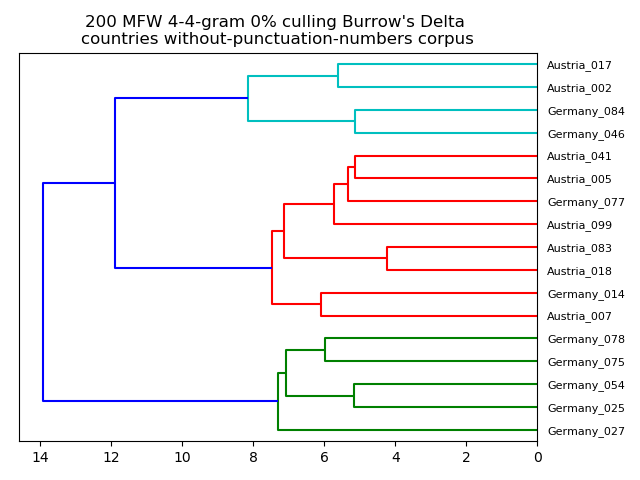 200 MFW 4-4-gram 0% culling Burrow's Delta
countries without-punctuation-numbers corpus
Austria_017
Austria_002
Germany_084
Germany_046
Austria_041
Austria_005
Germany_077
Austria_099
Austria_083
Austria_018
Germany_014
Austria_007
Germany_078
Germany_075
Germany_054
Germany_025
Germany_027
14 12 10 8 6 4 2 0